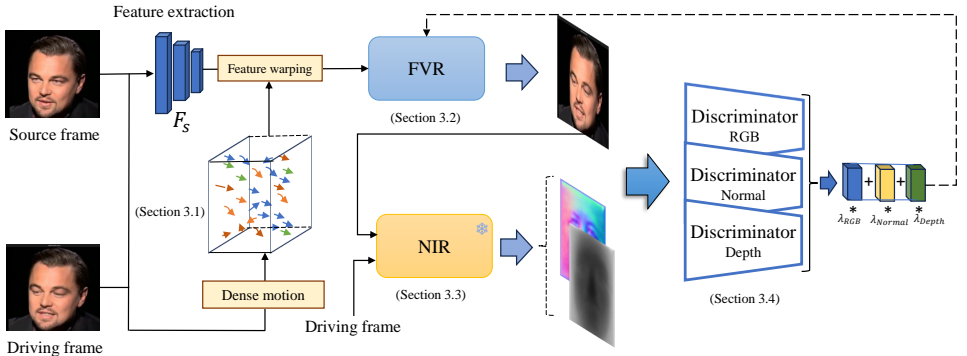 Feature extraction
Source frame
F_s
Feature warping
FVR
(Section 3.2)
(Section 3.1)
Dense motion
Driving frame
NIR
(Section 3.3)
Driving frame
Discriminator
RGB
Discriminator
Normal
Discriminator
Depth
(Section 3.4)
+ +
* * *
λ_RGB λ_Normal λ_Depth